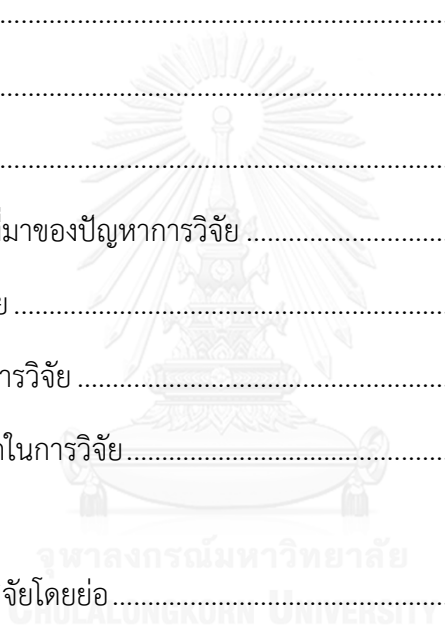 ........................................
........................................
........................................
ที่มาของปัญหาการวิจัย ........................
........................................
การวิจัย ........................................
ในการวิจัย ................................
จุฬาลงกรณ์มหาวิทยาลัย
จัยโดยย่อ ................................
CHULALONGKORN UNIVERSITY